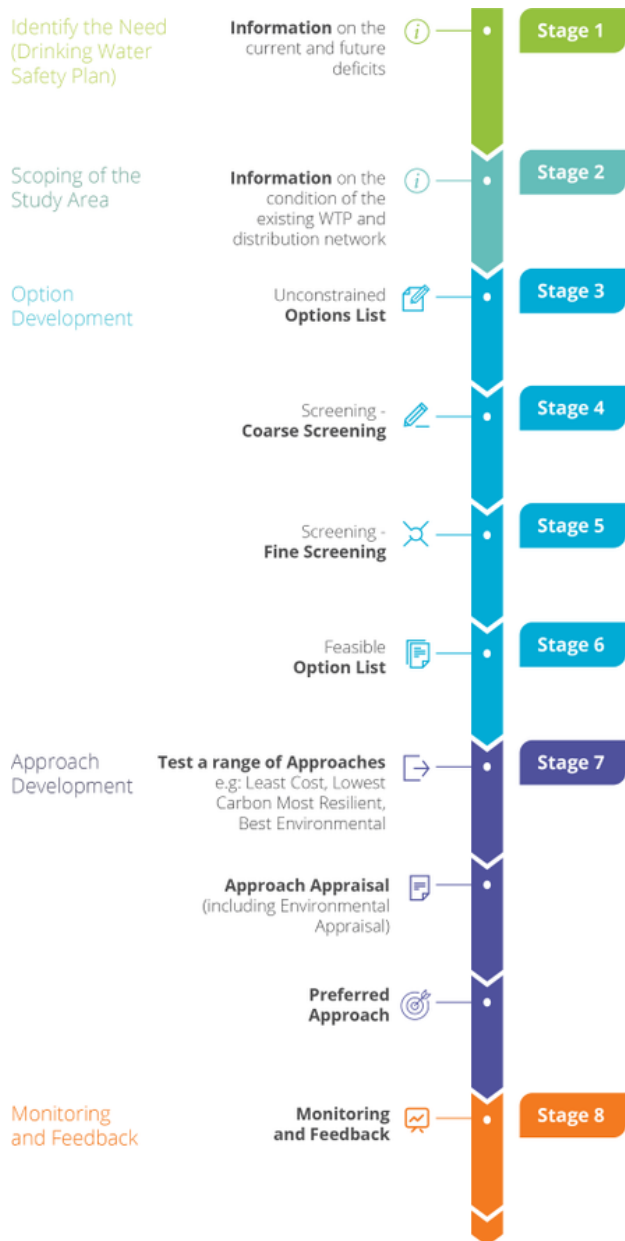 Identify the Need
(Drinking Water
Safety Plan)
Information on the
current and future
deficits
i
Stage 1
Scoping of the
Study Area
Information on the
condition of the
existing WTP and
distribution network
i
Stage 2
Option
Development
Unconstrained
Options List
Stage 3
Screening -
Coarse Screening
Stage 4
Screening -
Fine Screening
Stage 5
Feasible
Option List
Stage 6
Approach
Development
Test a range of Approaches
e.g: Least Cost, Lowest
Carbon Most Resilient,
Best Environmental
Stage 7
Approach Appraisal
(including Environmental
Appraisal)
Preferred
Approach
Monitoring
and Feedback
Monitoring
and Feedback
Stage 8